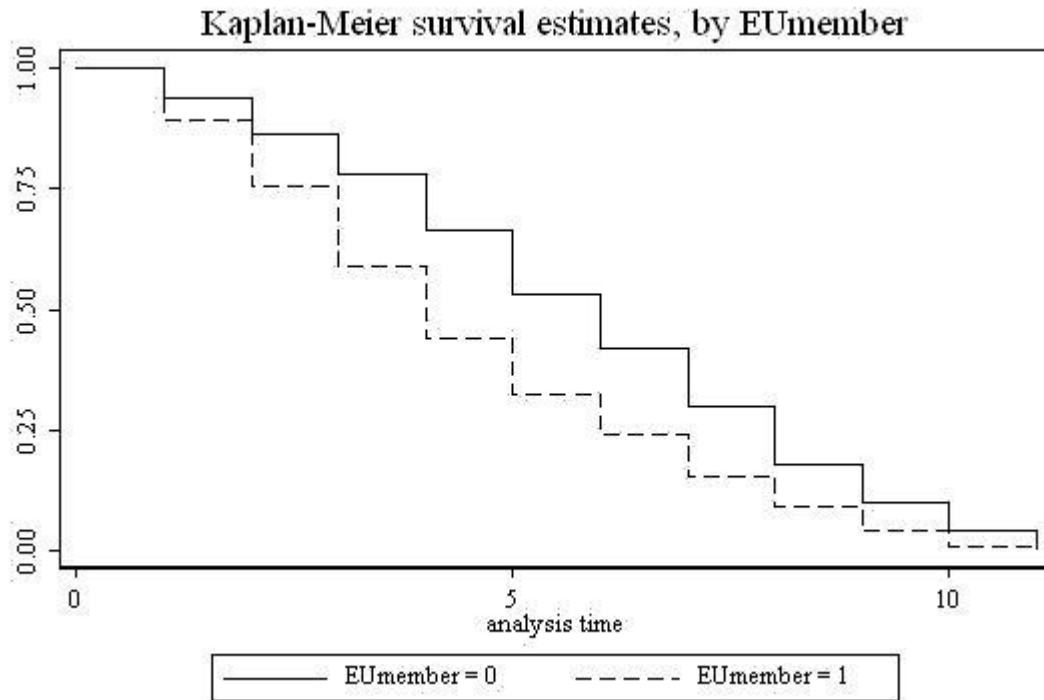 Kaplan-Meier survival estimates, by EUmember
1.00
0.75
0.50
0.25
0.00
0 5 10
analysis time
EUmember = 0 EUmember = 1